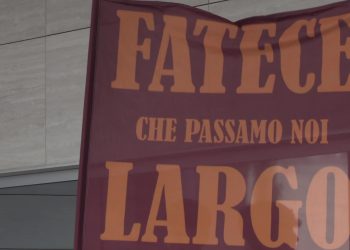 FATECE
CHE PASSAMO NOI
LARGO